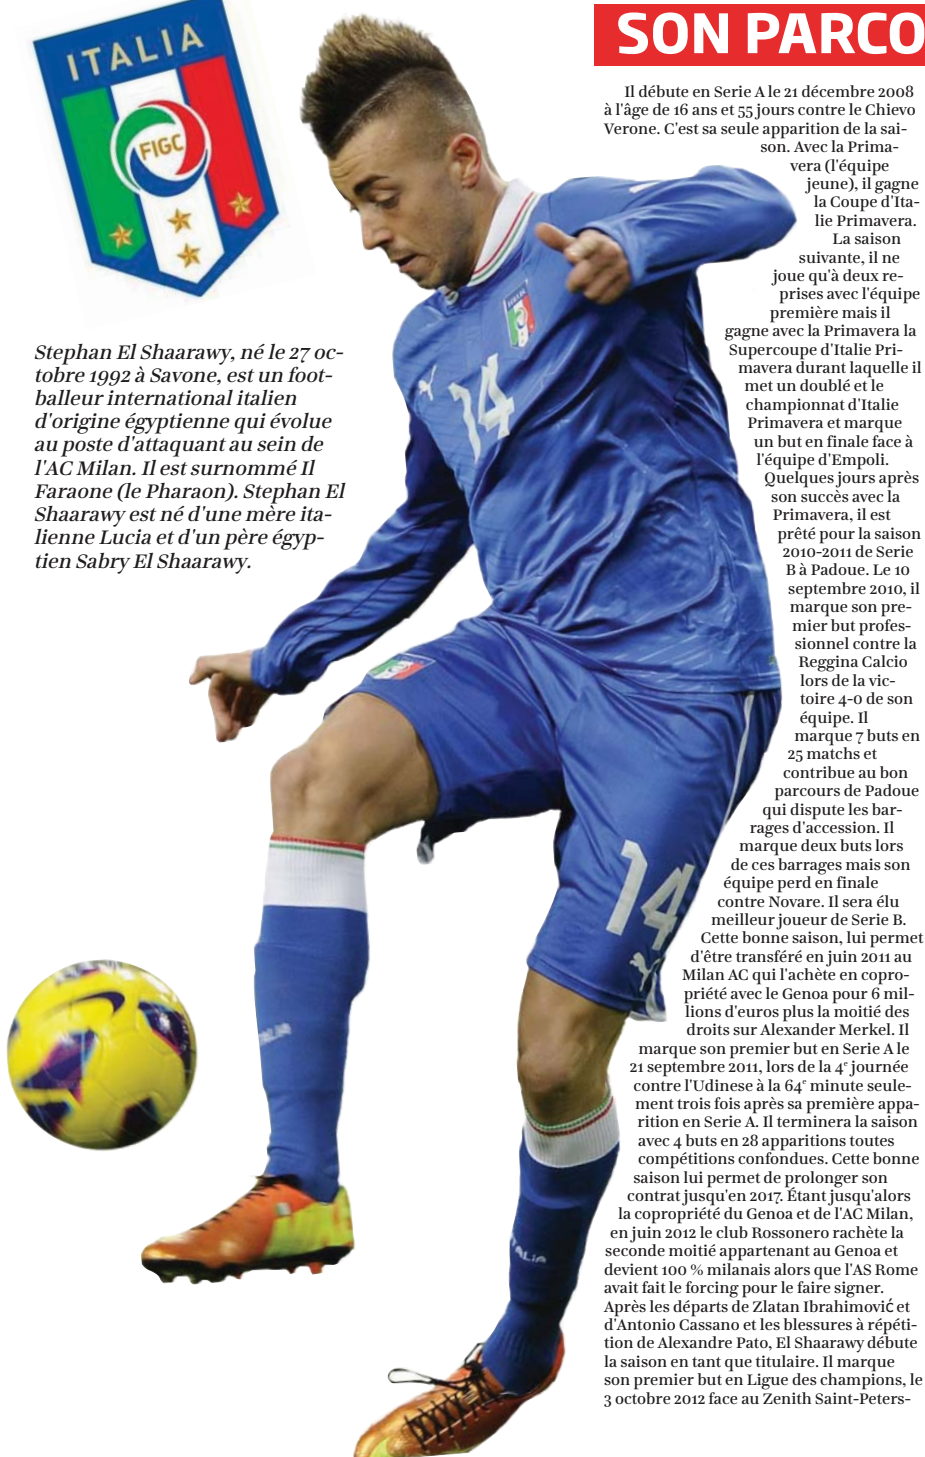 ITALIA
FIGC
Stephan El Shaarawy, né le 27 oc-
tobre 1992 à Savone, est un foot-
balleur international italien
d'origine égyptienne qui évolue
au poste d'attaquant au sein de
l'AC Milan. Il est surnommé Il
Faraone (le Pharaon). Stephan El
Shaarawy est né d'une mère ita-
lienne Lucia et d'un père égyp-
tien Sabry El Shaarawy.
ITALIA
14
14
ITALIA
SON PARCO
Il débute en Serie A le 21 décembre 2008
à l'âge de 16 ans et 55 jours contre le Chievo
Verone. C'est sa seule apparition de la sai-
son. Avec la Prima-
vera (l'équipe
jeune), il gagne
la Coupe d'Ita-
lie Primavera.
La saison
suivante, il ne
joue qu'à deux re-
prises avec l'équipe
première mais il
gagne avec la Primavera la
Supercoupe d'Italie Pri-
mavera durant laquelle il
met un doublé et le
championnat d'Italie
Primavera et marque
un but en finale face à
l'équipe d'Empoli.
Quelques jours après
son succès avec la
Primavera, il est
prêté pour la saison
2010-2011 de Serie
B à Padoue. Le 10
septembre 2010, il
marque son pre-
mier but profes-
sionnel contre la
Reggina Calcio
lors de la vic-
toire 4-0 de son
équipe. Il
marque 7 buts en
25 matchs et
contribue au bon
parcours de Padoue
qui dispute les bar-
rages d'accession. Il
marque deux buts lors
de ces barrages mais son
équipe perd en finale
contre Novare. Il sera élu
meilleur joueur de Serie B.
Cette bonne saison, lui permet
d'être transféré en juin 2011 au
Milan AC qui l'achète en copro-
priété avec le Genoa pour 6 mil-
lions d'euros plus la moitié des
droits sur Alexander Merkel. Il
marque son premier but en Serie A le
21 septembre 2011, lors de la 4e journée
contre l'Udinese à la 64e minute seule-
ment trois fois après sa première appa-
rition en Serie A. Il terminera la saison
avec 4 buts en 28 apparitions toutes
compétitions confondues. Cette bonne
saison lui permet de prolonger son
contrat jusqu'en 2017. Étant jusqu'alors
la copropriété du Genoa et de l'AC Milan,
en juin 2012 le club Rossonero rachète la
seconde moitié appartenant au Genoa et
devient 100 % milanais alors que l'AS Rome
avait fait le forcing pour le faire signer.
Après les départs de Zlatan Ibrahimović et
d'Antonio Cassano et les blessures à répéti-
tion de Alexandre Pato, El Shaarawy débute
la saison en tant que titulaire. Il marque
son premier but en Ligue des champions, le
3 octobre 2012 face au Zenith Saint-Peters-